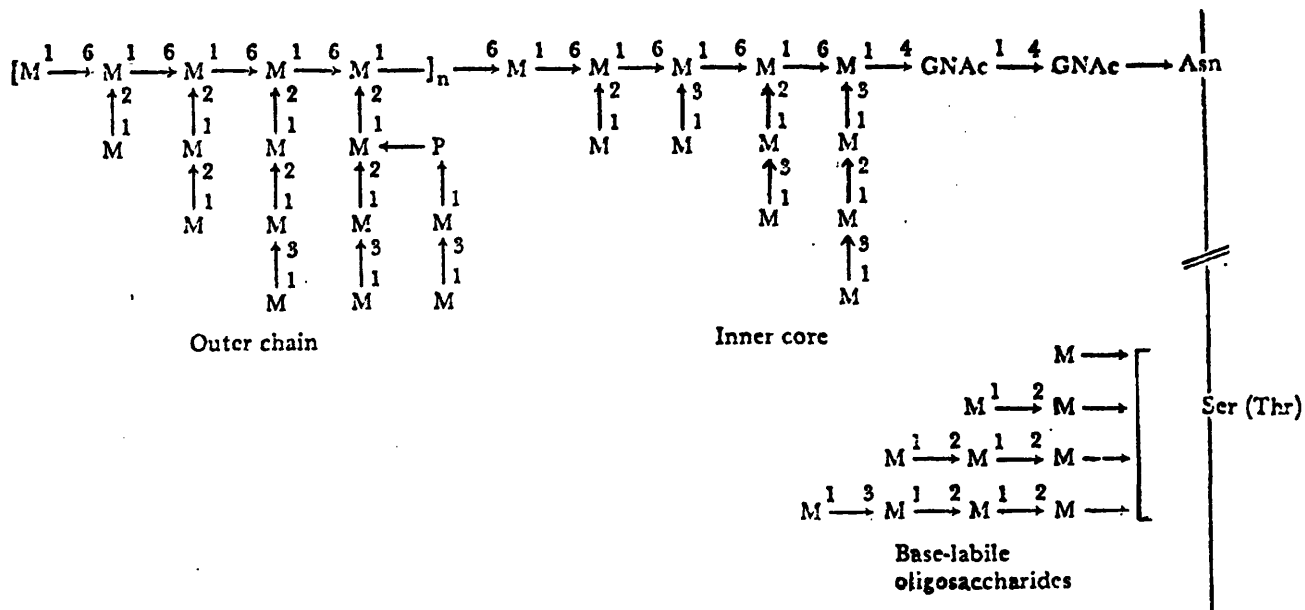 [M 1 6 M 1 6 M 1 6 M 1 6 M 1 ]n 6 M 1 6 M 1 6 M 1 6 M 1 6 M 1 4 GNAc 1 4 GNAc Asn
2 2 2 2 2 3 2 3
1 1 1 1 1 1 1 1
M M M M P M M M M
2 2 2 3 2
1 1 1 1 1 1
M M M M M M
3 3 3 3
1 1 1 1
M M M M
Outer chain
Inner core
M
M 1 2 M
Ser (Thr)
M 1 2 M 1 2 M
M 1 3 M 1 2 M 1 2 M
Base-labile
oligosaccharides